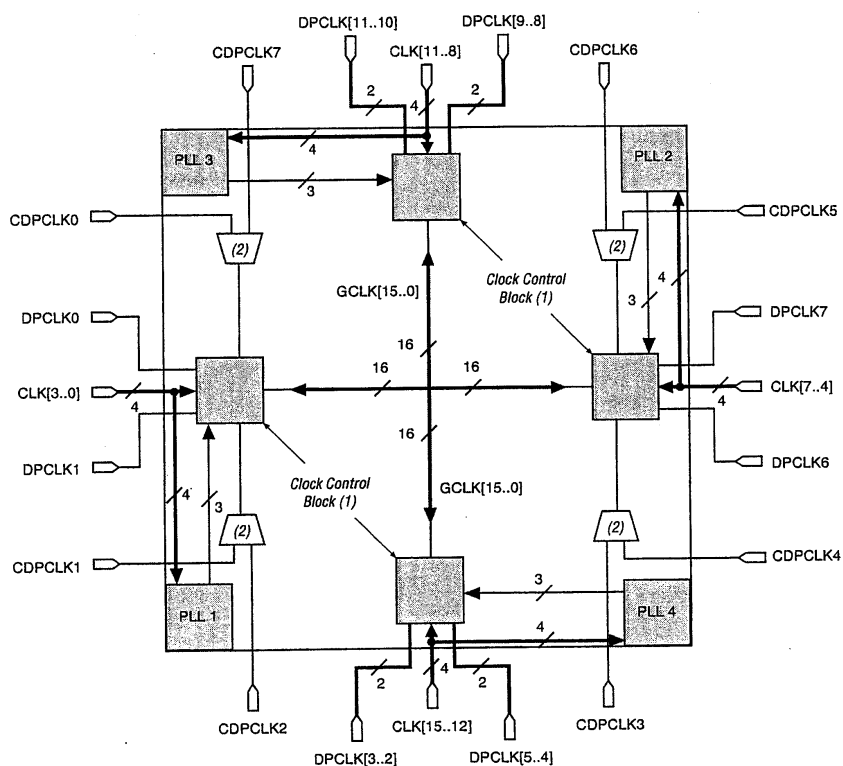 DPCLK[11..10]
DPCLK[9..8]
CDPCLK7
CLK[11..8]
CDPCLK6
2
4
2
4
PLL 3
PLL 2
3
CDPCLK0
CDPCLK5
(2)
(2)
Clock Control
Block (1)
GCLK[15..0]
4
3
DPCLK0
DPCLK7
16
16
16
CLK[3..0]
4
CLK[7..4]
4
16
DPCLK1
DPCLK6
Clock Control
Block (1)
GCLK[15..0]
4
3
(2)
(2)
CDPCLK1
CDPCLK4
3
PLL 1
PLL 4
4
2
4
2
CDPCLK2
CLK[15..12]
CDPCLK3
DPCLK[3..2]
DPCLK[5..4]